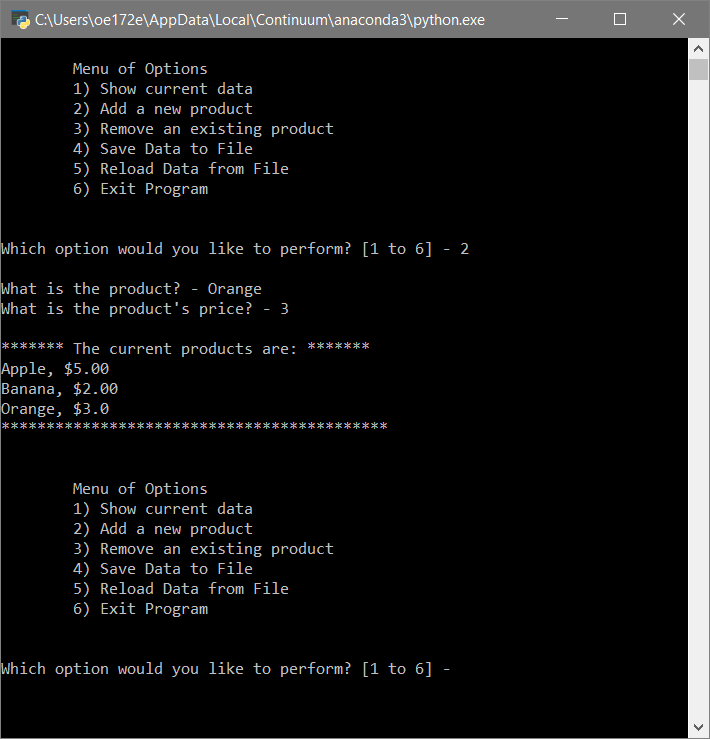 C:\Users\oe172e\AppData\Local\Continuum\anaconda3\python.exe
Menu of Options
1) Show current data
2) Add a new product
3) Remove an existing product
4) Save Data to File
5) Reload Data from File
6) Exit Program
Which option would you like to perform? [1 to 6] - 2
What is the product? - Orange
What is the product's price? - 3
******* The current products are: *******
Apple, $5.00
Banana, $2.00
Orange, $3.0
*******************************************
Menu of Options
1) Show current data
2) Add a new product
3) Remove an existing product
4) Save Data to File
5) Reload Data from File
6) Exit Program
Which option would you like to perform? [1 to 6] -